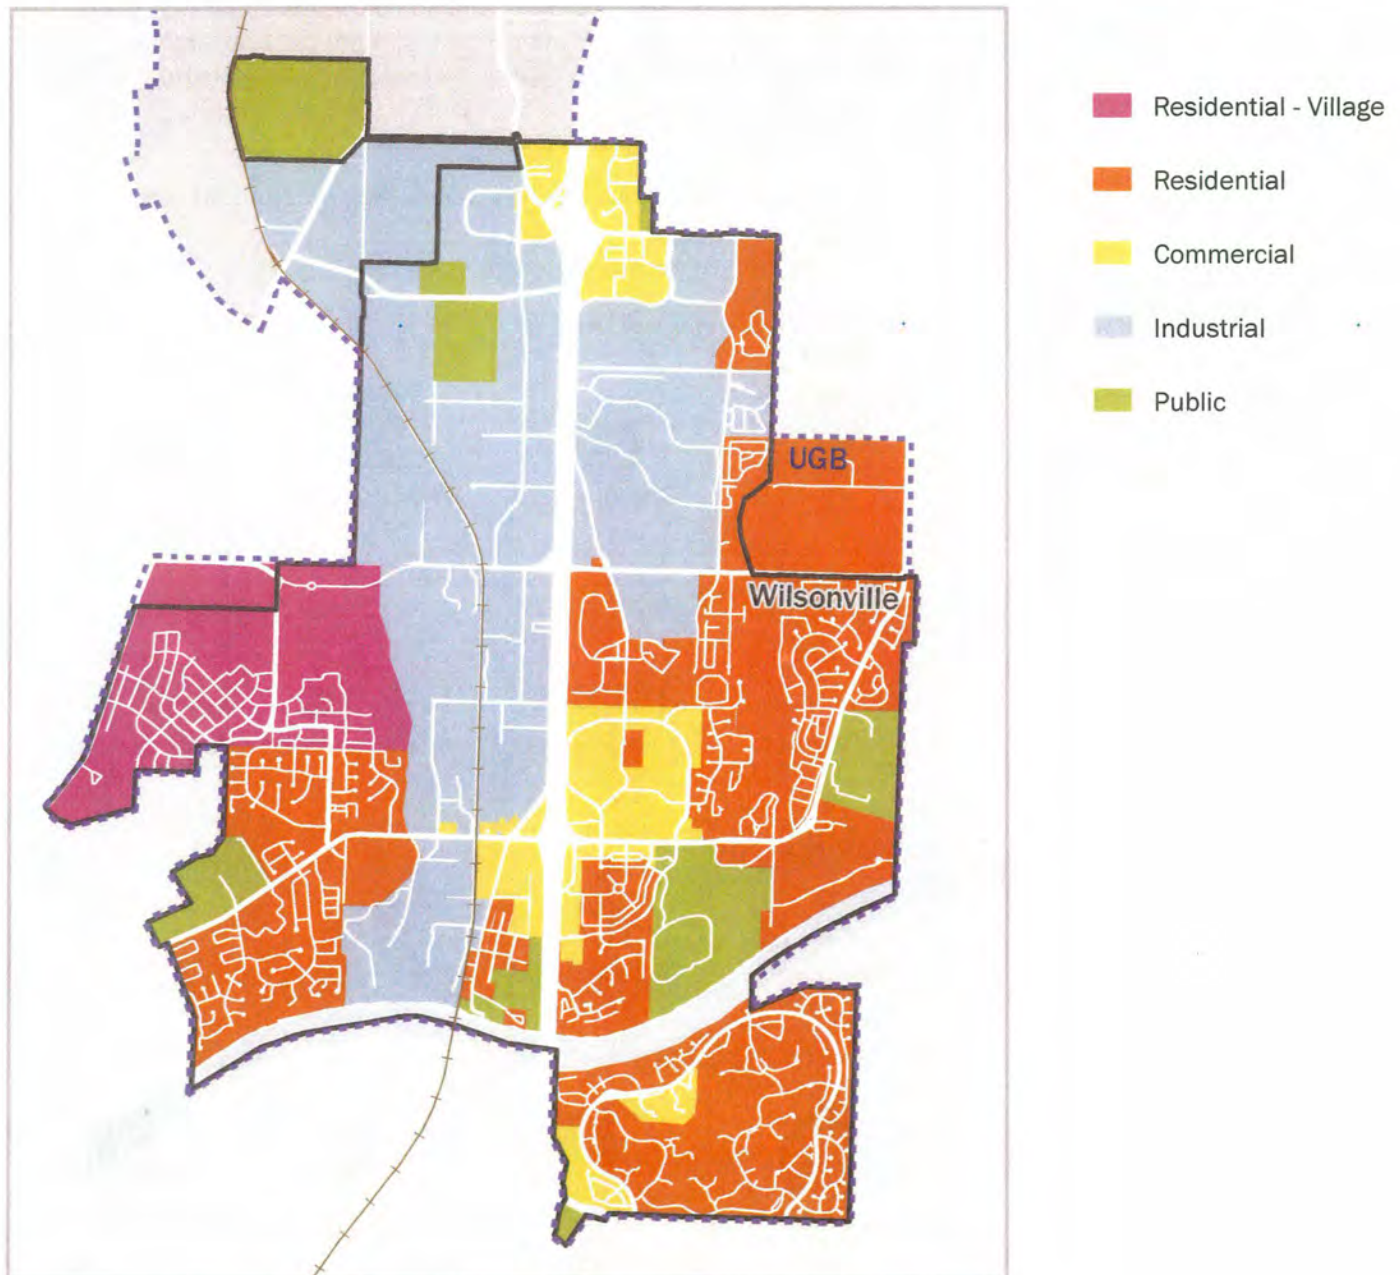 Residential - Village
Residential
Commercial
Industrial
Public
UGB
Wilsonville